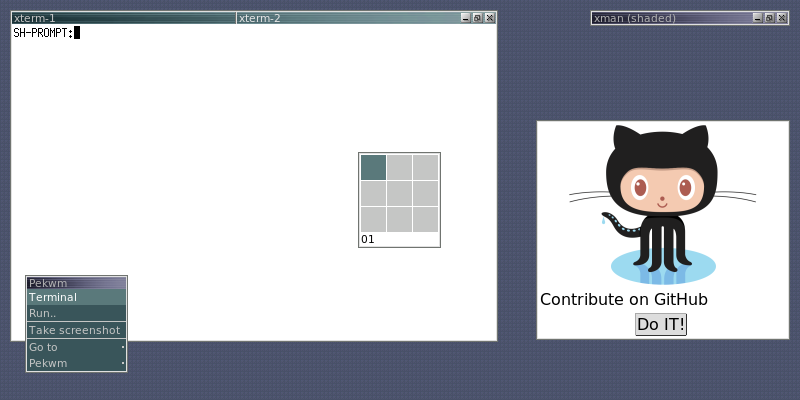 xterm-1
xterm-2
xman (shaded)
SH-PROMPT:
01
Pekwm
Terminal
Run..
Take screenshot
Go to
Pekwm
Contribute on GitHub
Do IT!